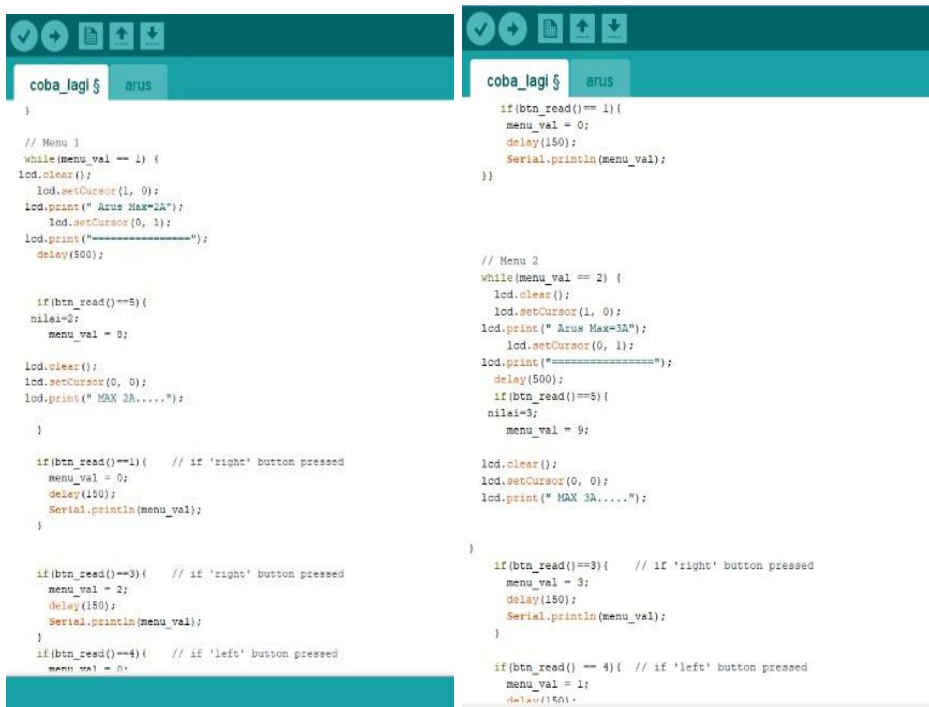 coba_lagi § arus
}
// Menu 1
while(menu_val == 1) {
lcd.clear();
lcd.setCursor(1, 0);
lcd.print(" Arus Max=2A");
lcd.setCursor(0, 1);
lcd.print("================");
delay(500);
if(btn_read()==5){
nilai=2;
menu_val = 8;
lcd.clear();
lcd.setCursor(0, 0);
lcd.print(" MAX 2A.....");
}
if(btn_read()==1){ // if 'right' button pressed
menu_val = 0;
delay(150);
Serial.println(menu_val);
}
if(btn_read()==3){ // if 'right' button pressed
menu_val = 2;
delay(150);
Serial.println(menu_val);
}
if(btn_read()==4){ // if 'left' button pressed
menu_val = 0;
coba_lagi § arus
if(btn_read()== 1){
menu_val = 0;
delay(150);
Serial.println(menu_val);
}}
// Menu 2
while(menu_val == 2) {
lcd.clear();
lcd.setCursor(1, 0);
lcd.print(" Arus Max=3A");
lcd.setCursor(0, 1);
lcd.print("================");
delay(500);
if(btn_read()==5){
nilai=3;
menu_val = 9;
lcd.clear();
lcd.setCursor(0, 0);
lcd.print(" MAX 3A.....");
}
if(btn_read()==3){ // if 'right' button pressed
menu_val = 3;
delay(150);
Serial.println(menu_val);
}
if(btn_read() == 4){ // if 'left' button pressed
menu_val = 1;
delay(150);